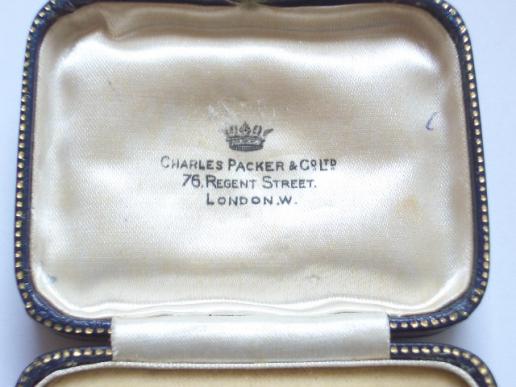 CHARLES PACKER & CO LTD
76, REGENT STREET.
LONDON. W.